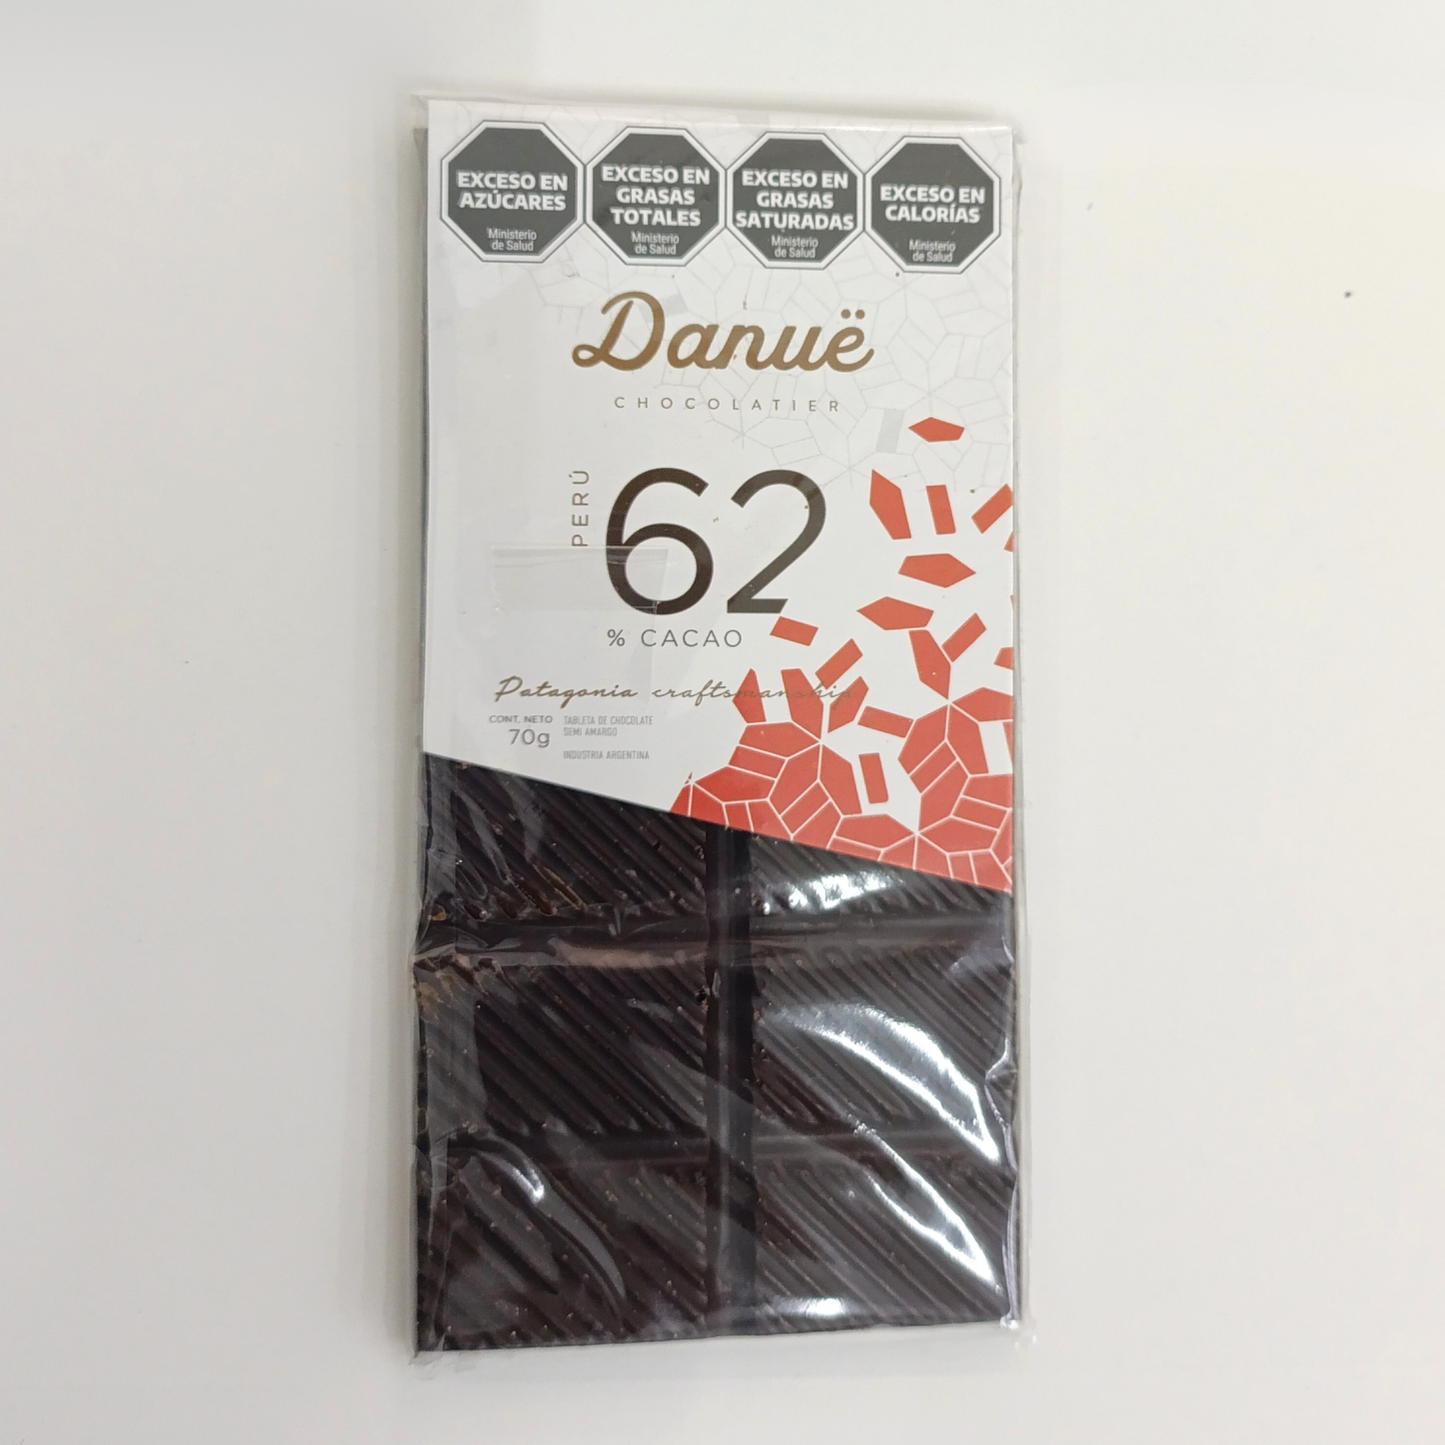 EXCESO EN
AZÚCARES
Ministerio
de Salud
EXCESO EN
GRASAS
TOTALES
Ministerio
de Salud
EXCESO EN
GRASAS
SATURADAS
Ministerio
de Salud
EXCESO EN
CALORÍAS
Ministerio
de Salud
Danuë
CHOCOLATIER
PERÚ
62
% CACAO
Patagonia craftsmanship
CONT. NETO
70g
TABLETA DE CHOCOLATE
SEMI AMARGO
INDUSTRIA ARGENTINA